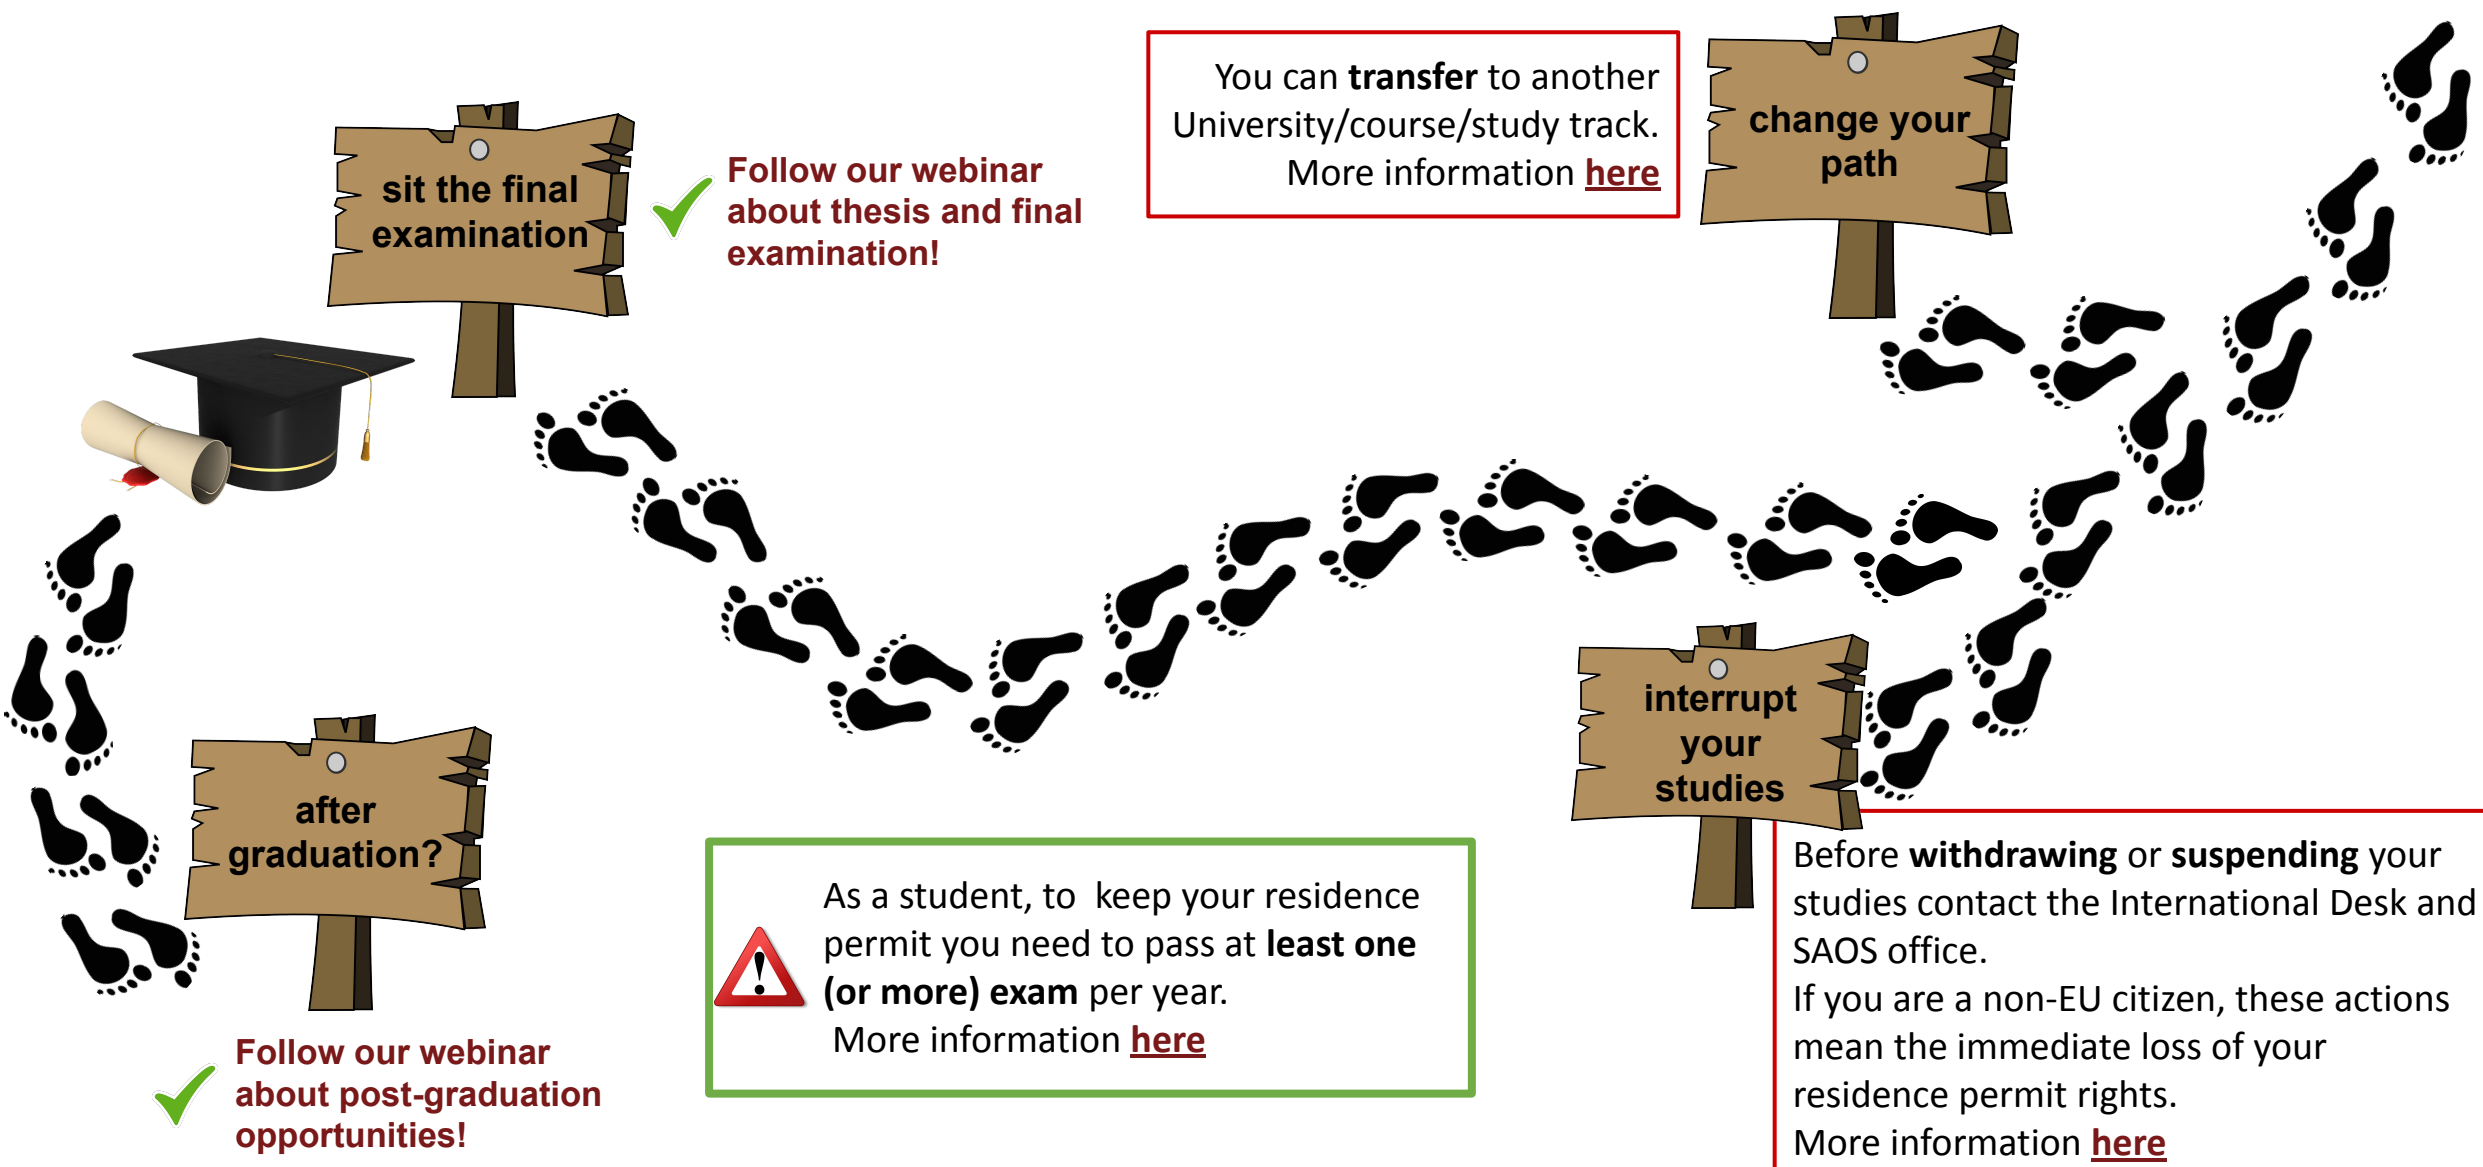 You can transfer to another
University/course/study track.
More information here
change your
path
sit the final
examination
Follow our webinar
about thesis and final
examination!
interrupt
your
studies
Before withdrawing or suspending your
studies contact the International Desk and
SAOS office.
If you are a non-EU citizen, these actions
mean the immediate loss of your
residence permit rights.
More information here
As a student, to  keep your residence
permit you need to pass at least one
(or more) exam per year.
More information here
after
graduation?
Follow our webinar
about post-graduation
opportunities!